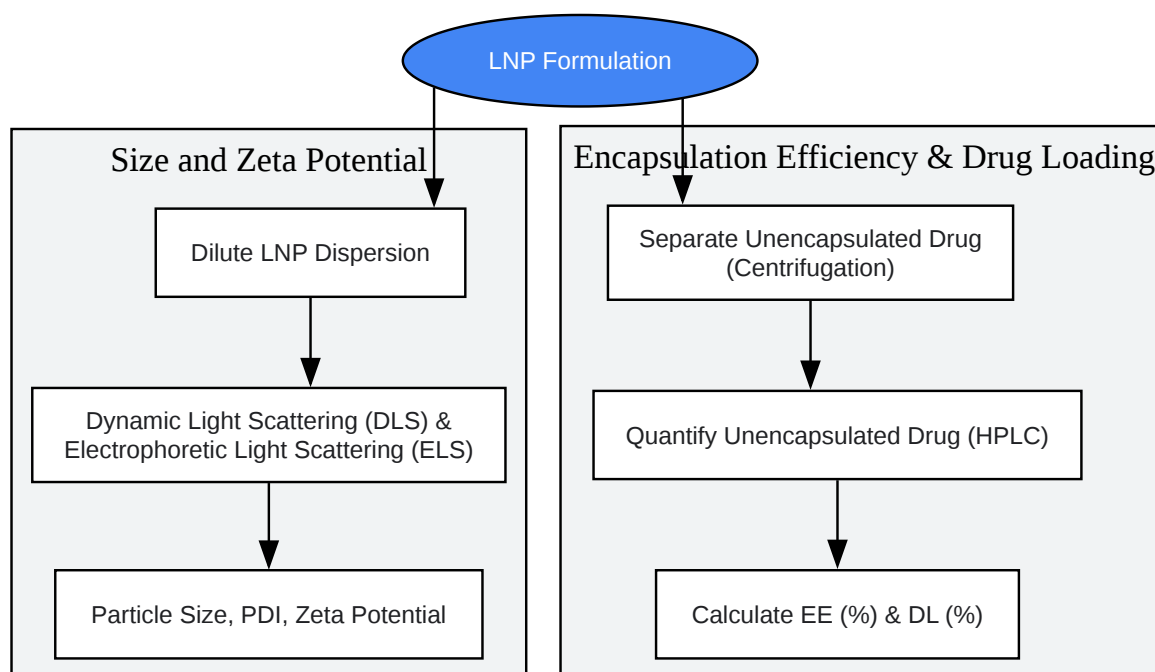 LNP Formulation
Size and Zeta Potential
Dilute LNP Dispersion
Dynamic Light Scattering (DLS) &
Electrophoretic Light Scattering (ELS)
Particle Size, PDI, Zeta Potential
Encapsulation Efficiency & Drug Loading
Separate Unencapsulated Drug
(Centrifugation)
Quantify Unencapsulated Drug (HPLC)
Calculate EE (%) & DL (%)